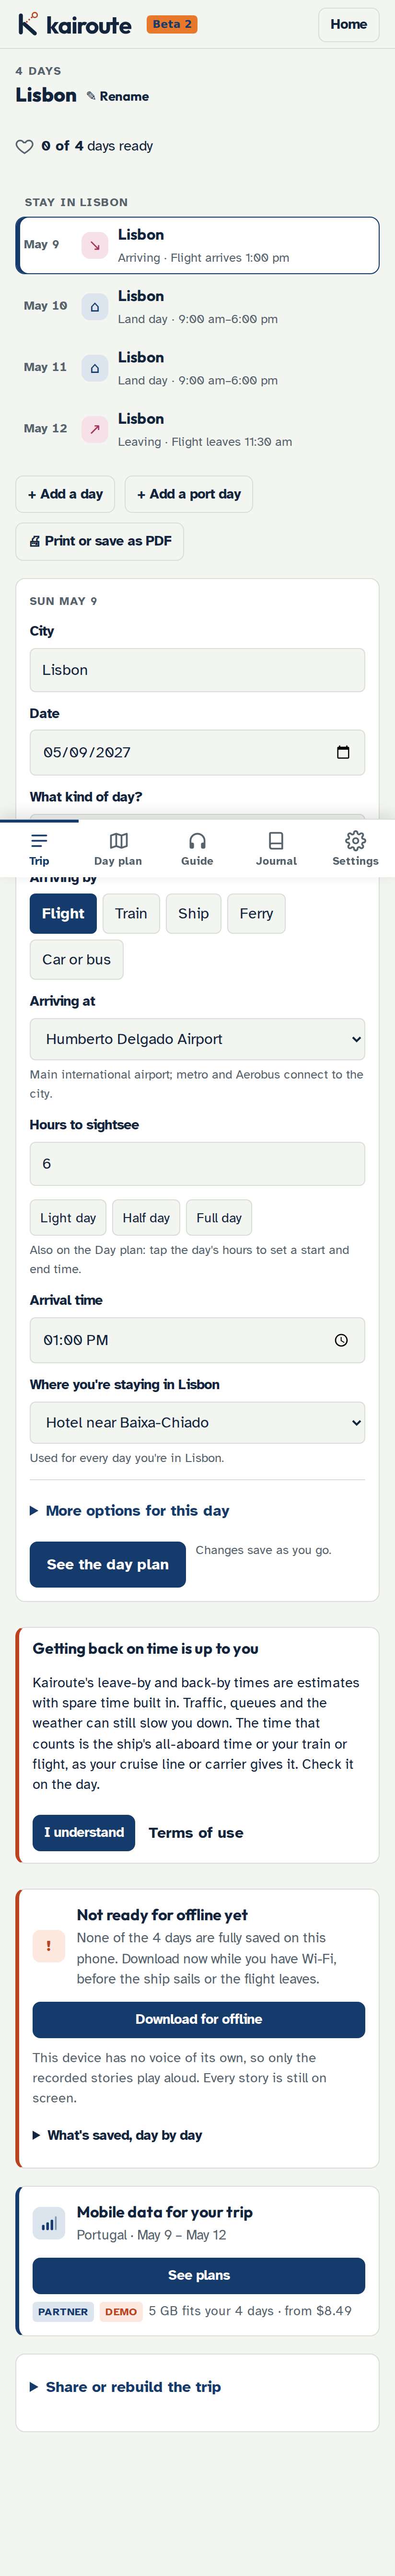 kairoute
Beta 2
Home
4 DAYS
Lisbon
✎ Rename
0 of 4 days ready
STAY IN LISBON
May 9
↘
Lisbon
Arriving · Flight arrives 1:00 pm
May 10
⌂
Lisbon
Land day · 9:00 am–6:00 pm
May 11
⌂
Lisbon
Land day · 9:00 am–6:00 pm
May 12
↗
Lisbon
Leaving · Flight leaves 11:30 am
+ Add a day
+ Add a port day
🖨 Print or save as PDF
SUN MAY 9
City
Lisbon
Date
05/09/2027
What kind of day?
Trip
Day plan
Guide
Journal
Settings
Arriving by
Flight
Train
Ship
Ferry
Car or bus
Arriving at
Humberto Delgado Airport
Main international airport; metro and Aerobus connect to the
city.
Hours to sightsee
6
Light day
Half day
Full day
Also on the Day plan: tap the day's hours to set a start and
end time.
Arrival time
01:00 PM
Where you're staying in Lisbon
Hotel near Baixa-Chiado
Used for every day you're in Lisbon.
▶ More options for this day
See the day plan
Changes save as you go.
Getting back on time is up to you
Kairoute's leave-by and back-by times are estimates
with spare time built in. Traffic, queues and the
weather can still slow you down. The time that
counts is the ship's all-aboard time or your train or
flight, as your cruise line or carrier gives it. Check it
on the day.
I understand
Terms of use
!
Not ready for offline yet
None of the 4 days are fully saved on this
phone. Download now while you have Wi-Fi,
before the ship sails or the flight leaves.
Download for offline
This device has no voice of its own, so only the
recorded stories play aloud. Every story is still on
screen.
▶ What's saved, day by day
Mobile data for your trip
Portugal · May 9 – May 12
See plans
PARTNER
DEMO
5 GB fits your 4 days · from $8.49
▶ Share or rebuild the trip